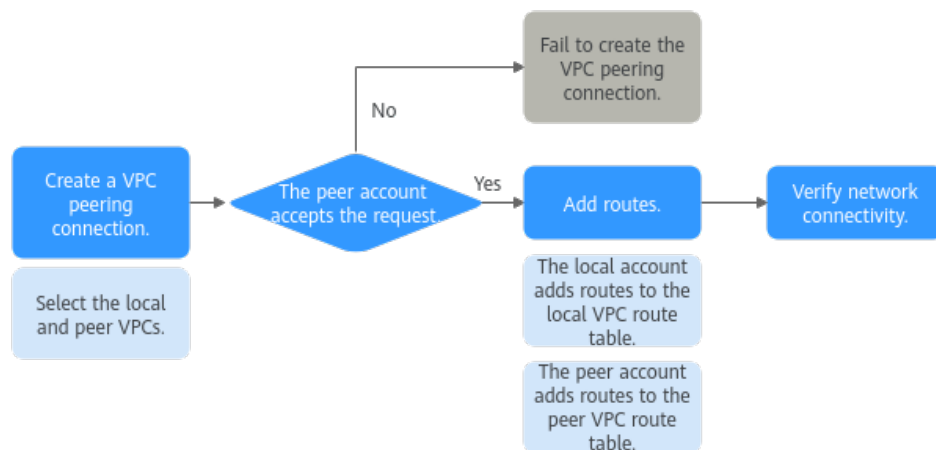 Fail to create the
VPC peering
connection.
No
Create a VPC
peering
connection.
The peer account
accepts the request.
Yes
Add routes.
Verify network
connectivity.
Select the local
and peer VPCs.
The local account
adds routes to the
local VPC route
table.
The peer account
adds routes to the
peer VPC route
table.